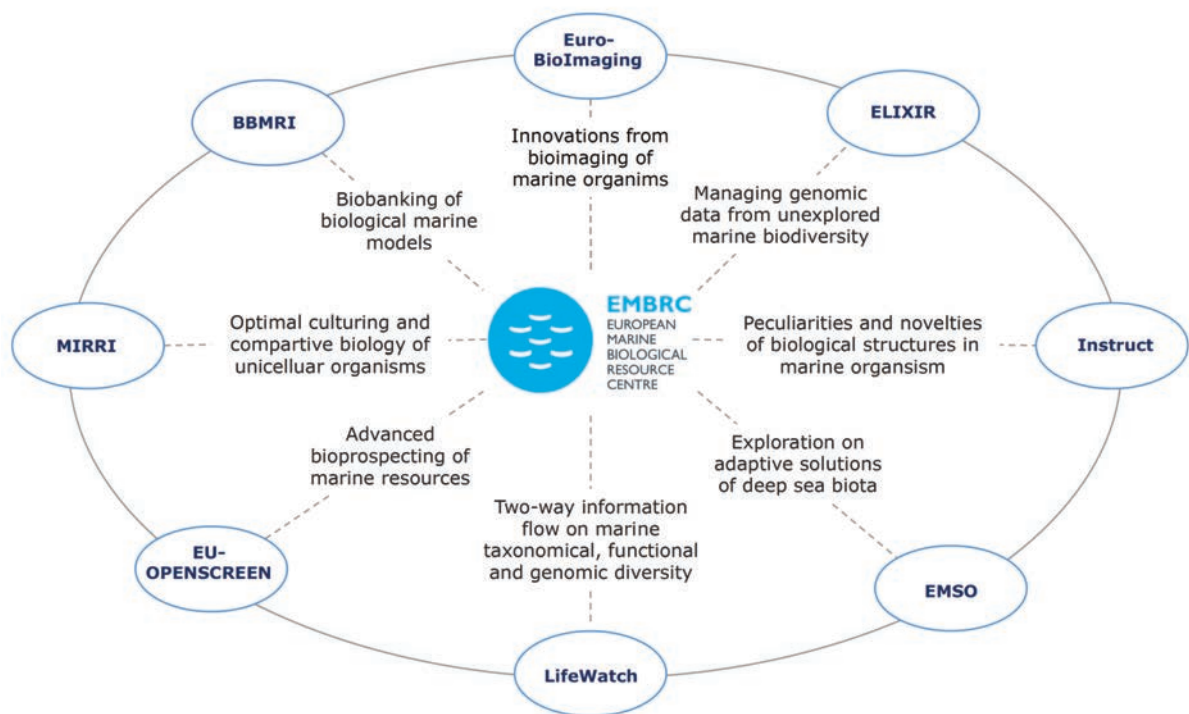 Euro-
BioImaging
BBMRI
ELIXIR
Innovations from
bioimaging of
marine organims
Biobanking of
biological marine
models
Managing genomic
data from unexplored
marine biodiversity
MIRRI
Optimal culturing and
compartive biology of
unicelluar organisms
EMBRC
EUROPEAN
MARINE
BIOLOGICAL
RESOURCE
CENTRE
Peculiarities and novelties
of biological structures in
marine organsism
Instruct
Advanced
bioprospecting of
marine resources
Exploration on
adaptive solutions
of deep sea biota
Two-way information
flow on marine
taxonomical, functional
and genomic diversity
EU-
OPENSCREEN
EMSO
LifeWatch